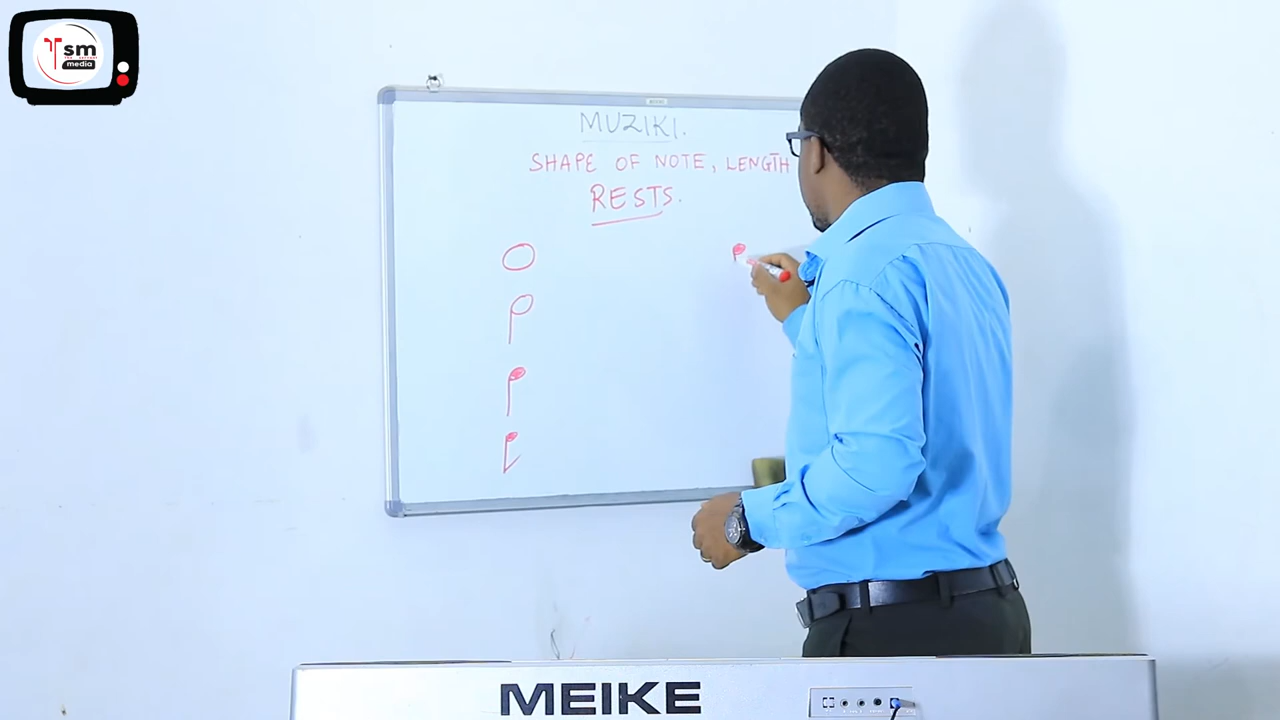 sm
media
MUZIKI.
SHAPE OF NOTE, LENGTH
RESTS.
MEIKE